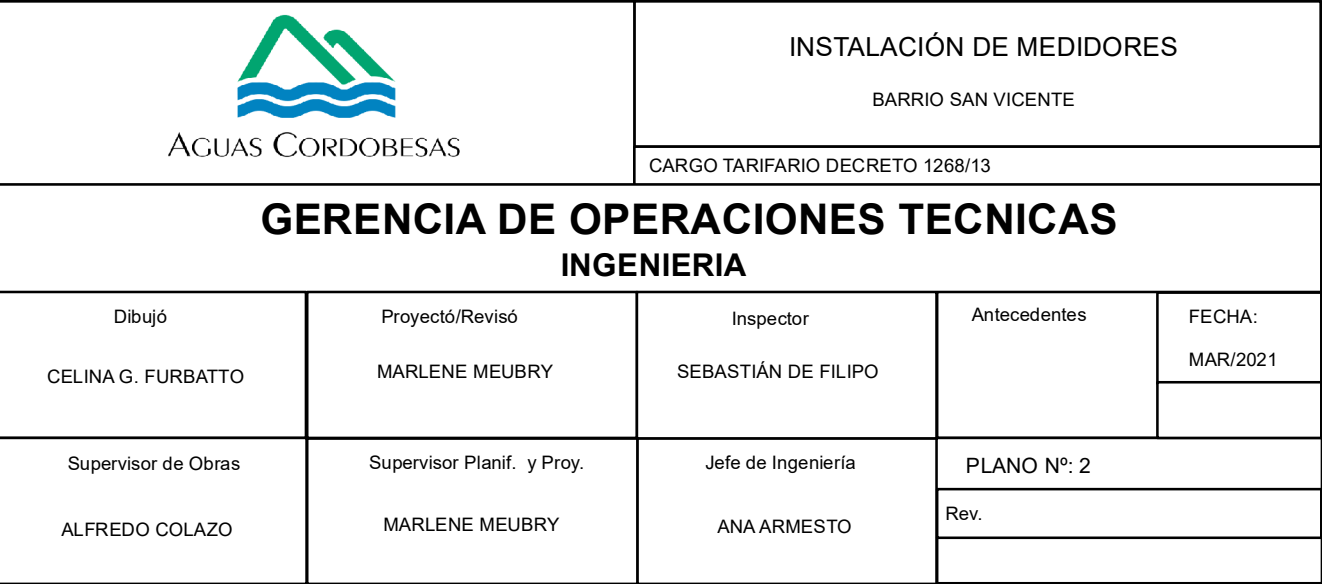 AGUAS CORDOBESAS
INSTALACIÓN DE MEDIDORES
BARRIO SAN VICENTE
CARGO TARIFARIO DECRETO 1268/13
GERENCIA DE OPERACIONES TECNICAS
INGENIERIA
Dibujó
CELINA G. FURBATTO
Proyectó/Revisó
MARLENE MEUBRY
Inspector
SEBASTIÁN DE FILIPO
Antecedentes
FECHA:
MAR/2021
Supervisor de Obras
ALFREDO COLAZO
Supervisor Planif. y Proy.
MARLENE MEUBRY
Jefe de Ingeniería
ANA ARMESTO
PLANO Nº: 2
Rev.